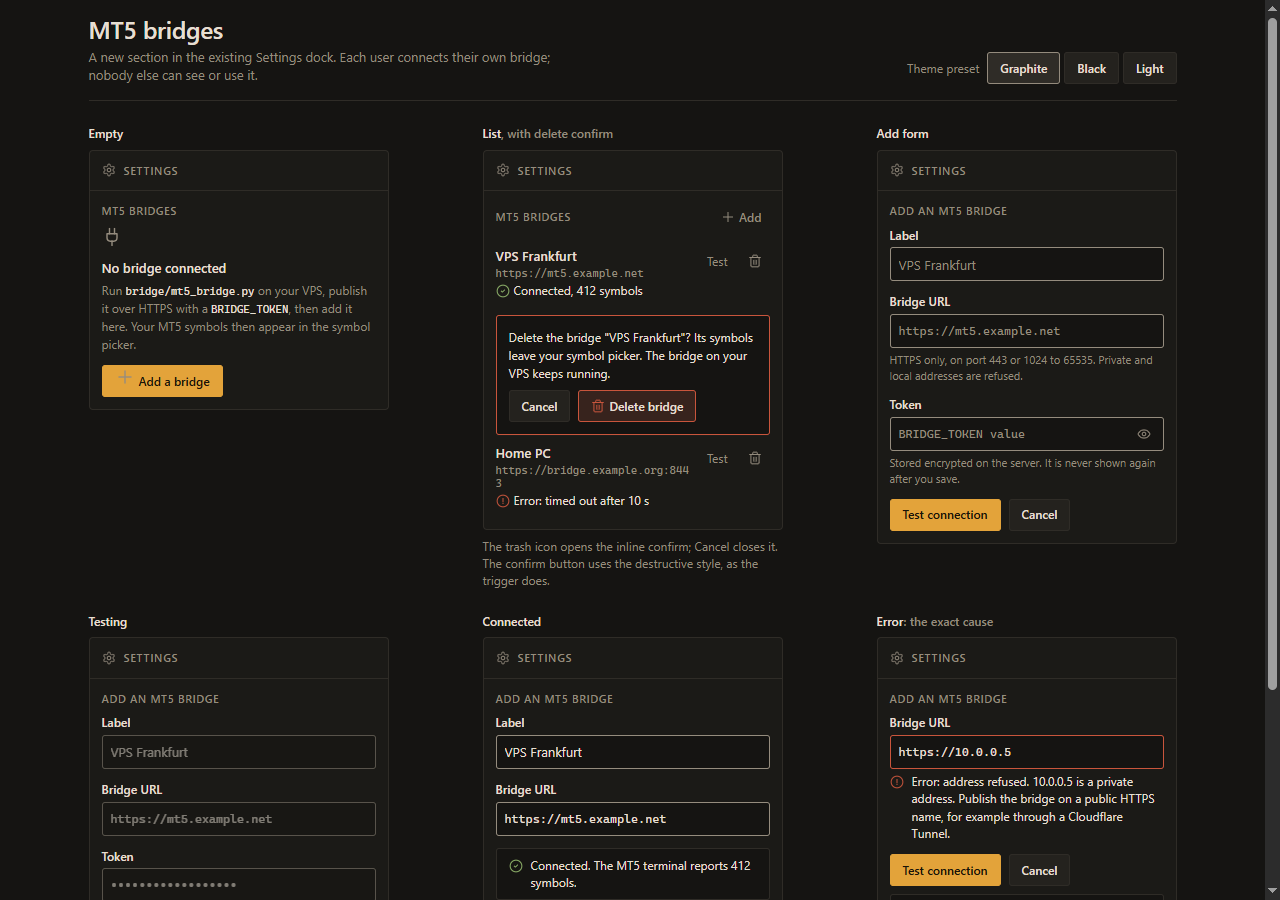 MT5 bridges
A new section in the existing Settings dock. Each user connects their own bridge;
nobody else can see or use it.
Theme preset
Graphite
Black
Light
Empty
SETTINGS
MT5 BRIDGES
No bridge connected
Run bridge/mt5_bridge.py on your VPS, publish
it over HTTPS with a BRIDGE_TOKEN, then add it
here. Your MT5 symbols then appear in the symbol
picker.
Add a bridge
List, with delete confirm
SETTINGS
MT5 BRIDGES
Add
VPS Frankfurt
https://mt5.example.net
Connected, 412 symbols
Test
Delete the bridge "VPS Frankfurt"? Its symbols
leave your symbol picker. The bridge on your
VPS keeps running.
Cancel
Delete bridge
Home PC
https://bridge.example.org:844
3
Error: timed out after 10 s
Test
The trash icon opens the inline confirm; Cancel closes it.
The confirm button uses the destructive style, as the
trigger does.
Add form
SETTINGS
ADD AN MT5 BRIDGE
Label
VPS Frankfurt
Bridge URL
https://mt5.example.net
HTTPS only, on port 443 or 1024 to 65535. Private and
local addresses are refused.
Token
BRIDGE_TOKEN value
Stored encrypted on the server. It is never shown again
after you save.
Test connection
Cancel
Testing
SETTINGS
ADD AN MT5 BRIDGE
Label
VPS Frankfurt
Bridge URL
https://mt5.example.net
Token
••••••••••••••••••
Connected
SETTINGS
ADD AN MT5 BRIDGE
Label
VPS Frankfurt
Bridge URL
https://mt5.example.net
Connected. The MT5 terminal reports 412
symbols.
Error: the exact cause
SETTINGS
ADD AN MT5 BRIDGE
Bridge URL
https://10.0.0.5
Error: address refused. 10.0.0.5 is a private
address. Publish the bridge on a public HTTPS
name, for example through a Cloudflare
Tunnel.
Test connection
Cancel